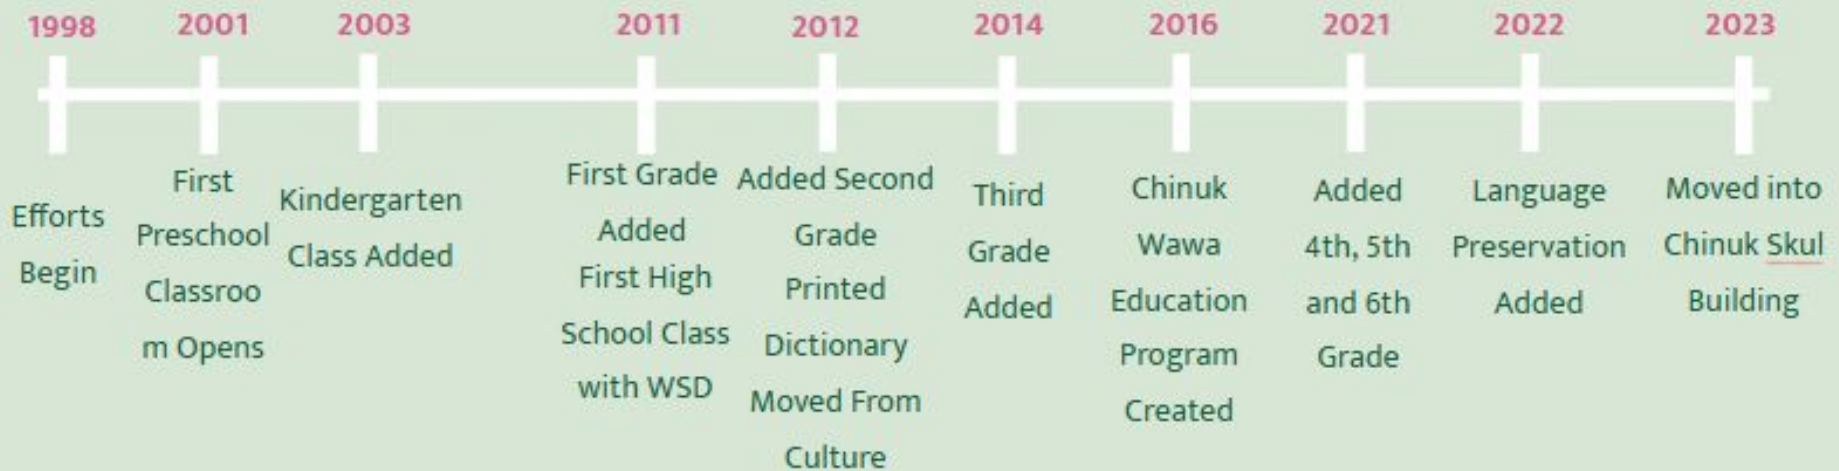 1998
2001
2003
2011
2012
2014
2016
2021
2022
2023
Efforts
Begin
First
Preschool
Classroo
m Opens
Kindergarten
Class Added
First Grade
Added
First High
School Class
with WSD
Added Second
Grade
Printed
Dictionary
Moved From
Culture
Third
Grade
Added
Chinuk
Wawa
Education
Program
Created
Added
4th, 5th
and 6th
Grade
Language
Preservation
Added
Moved into
Chinuk Skul
Building